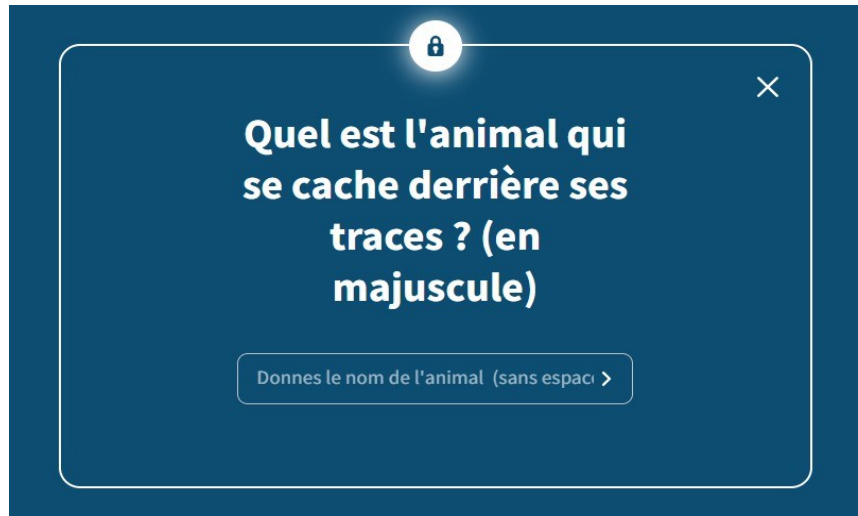 Quel est l'animal qui
se cache derrière ses
traces ? (en
majuscule)
Donnes le nom de l'animal (sans espac